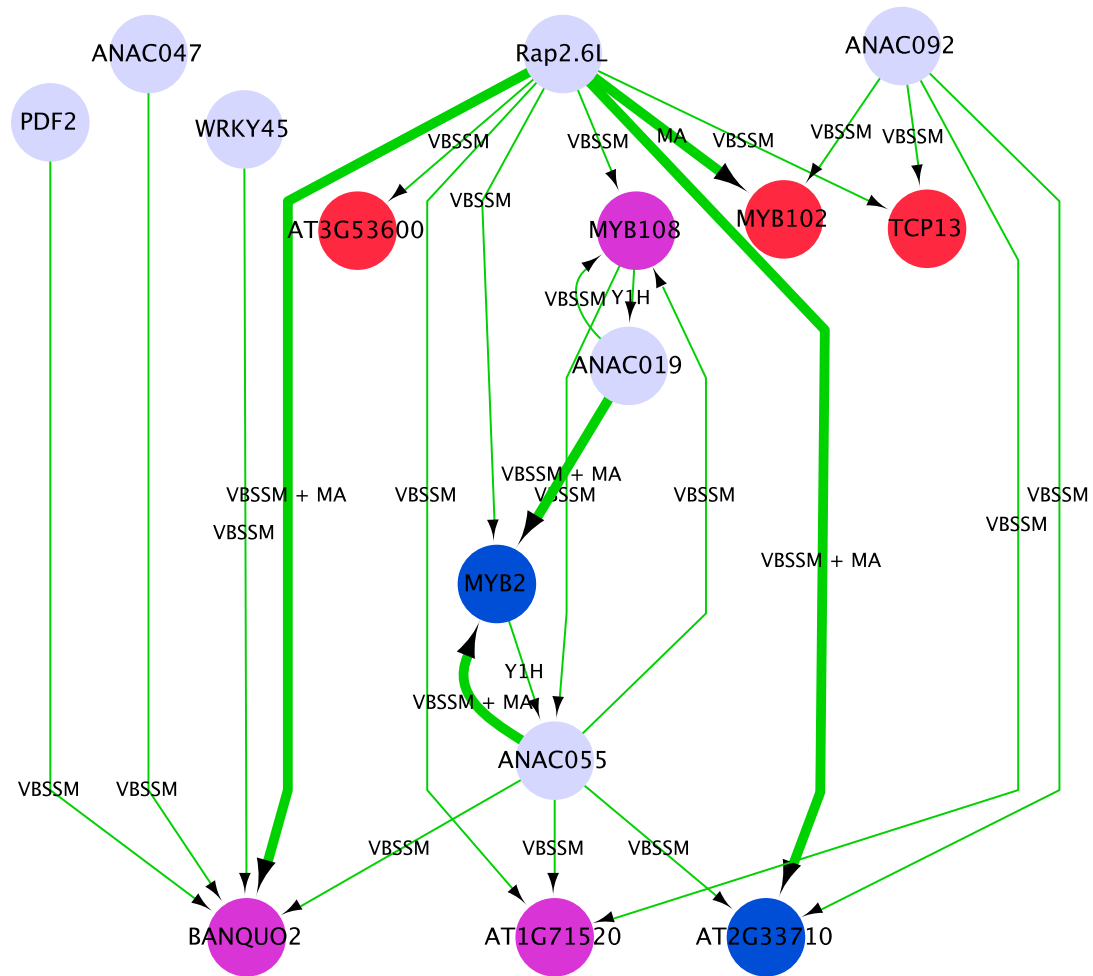 ANAC047
Rap2.6L
ANAC092
PDF2
WRKY45
VBSSM
VBSSM
MA
VBSSM
VBSSM
VBSSM
VBSSM
AT3G53600
MYB108
MYB102
TCP13
VBSSM
Y1H
ANAC019
VBSSM + MA
VBSSM + MA
VBSSM
VBSSM
VBSSM
VBSSM
VBSSM
VBSSM
VBSSM + MA
MYB2
Y1H
VBSSM + MA
ANAC055
VBSSM
VBSSM
VBSSM
VBSSM
VBSSM
BANQUO2
AT1G71520
AT2G33710